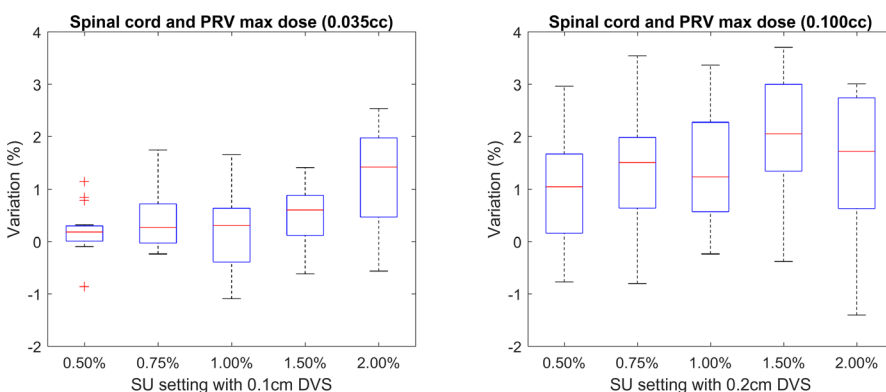 Spinal cord and PRV max dose (0.035cc)
4
3
2
1
0
-1
-2
Variation (%)
0.50% 0.75% 1.00% 1.50% 2.00%
SU setting with 0.1cm DVS
Spinal cord and PRV max dose (0.100cc)
4
3
2
1
0
-1
-2
Variation (%)
0.50% 0.75% 1.00% 1.50% 2.00%
SU setting with 0.2cm DVS